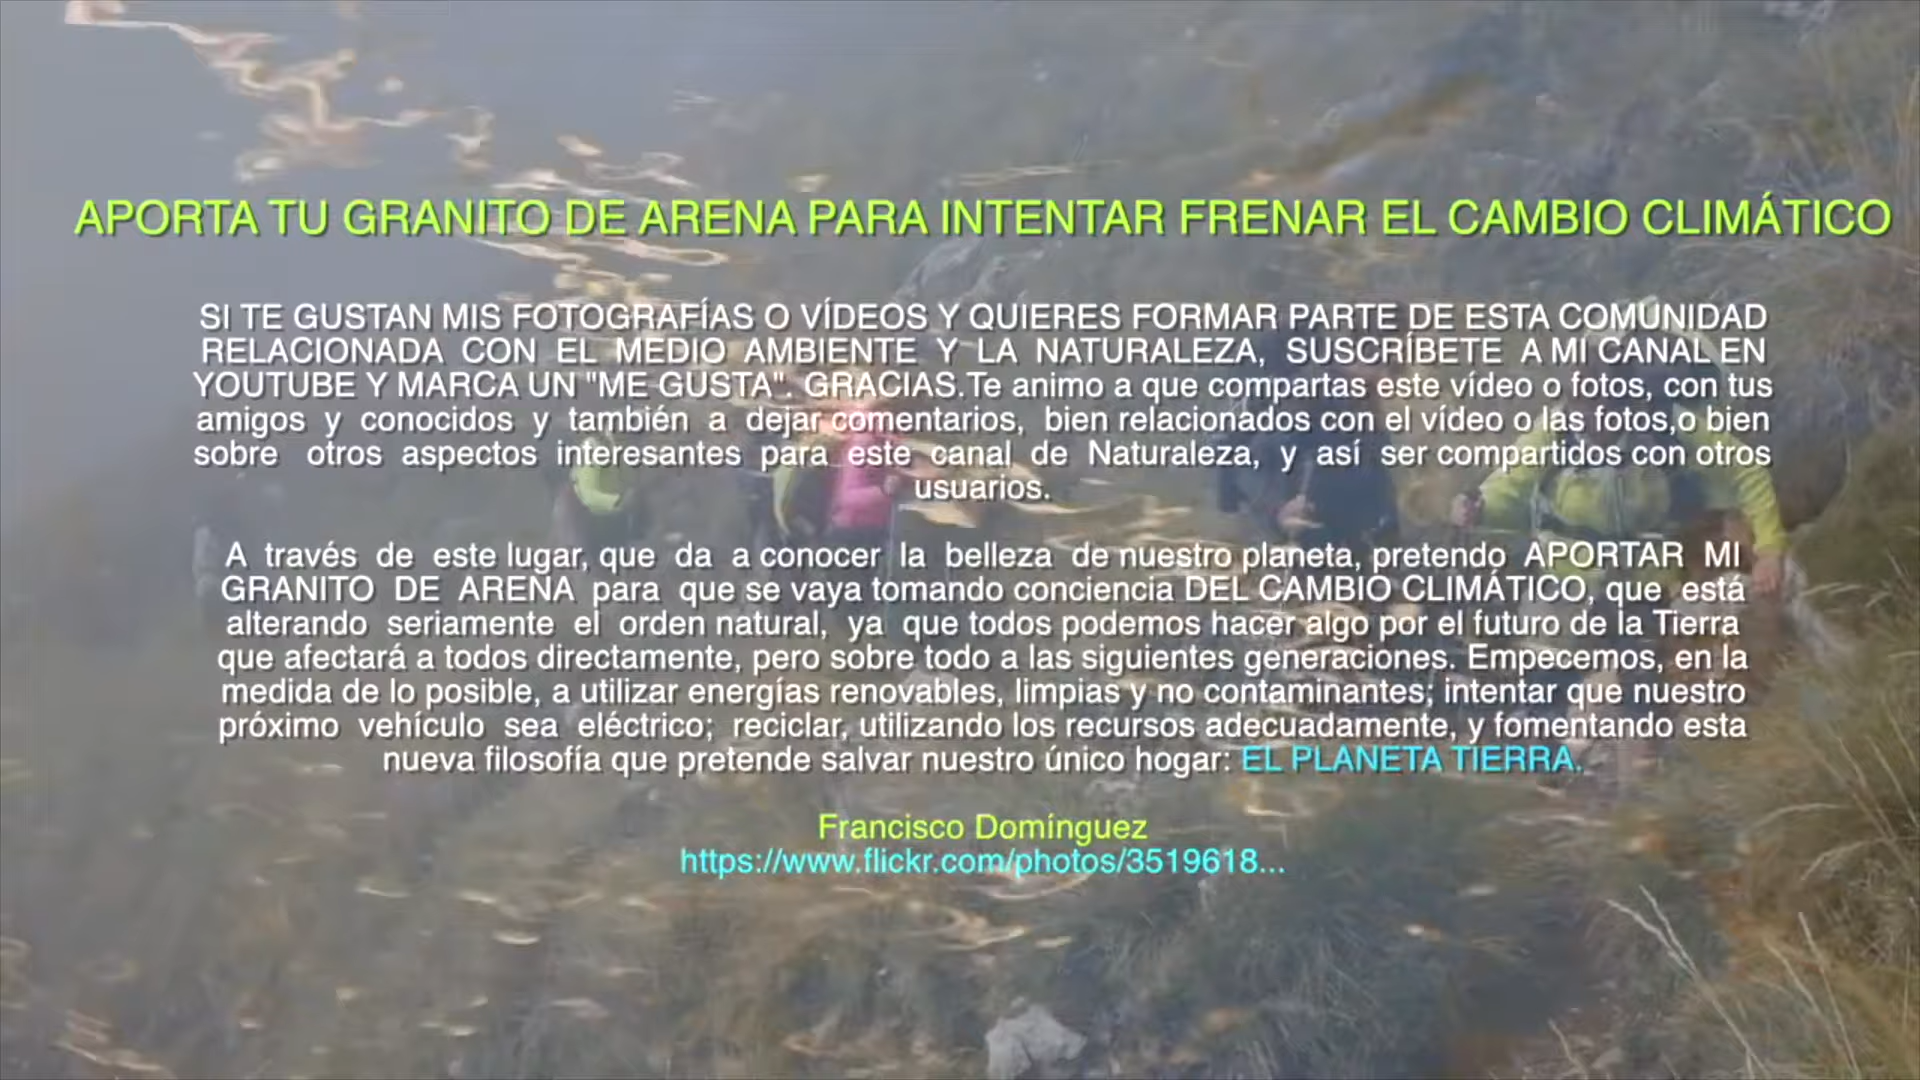 APORTA TU GRANITO DE ARENA PARA INTENTAR FRENAR EL CAMBIO CLIMÁTICO
SI TE GUSTAN MIS FOTOGRAFÍAS O VÍDEOS Y QUIERES FORMAR PARTE DE ESTA COMUNIDAD
RELACIONADA CON EL MEDIO AMBIENTE Y LA NATURALEZA, SUSCRÍBETE A MI CANAL EN
YOUTUBE Y MARCA UN "ME GUSTA". GRACIAS.Te animo a que compartas este vídeo o fotos, con tus
amigos y conocidos y también a dejar comentarios, bien relacionados con el vídeo o las fotos,o bien
sobre otros aspectos interesantes para este canal de Naturaleza, y así ser compartidos con otros
usuarios.
A través de este lugar, que da a conocer la belleza de nuestro planeta, pretendo APORTAR MI
GRANITO DE ARENA para que se vaya tomando conciencia DEL CAMBIO CLIMÁTICO, que está
alterando seriamente el orden natural, ya que todos podemos hacer algo por el futuro de la Tierra
que afectará a todos directamente, pero sobre todo a las siguientes generaciones. Empecemos, en la
medida de lo posible, a utilizar energías renovables, limpias y no contaminantes; intentar que nuestro
próximo vehículo sea eléctrico; reciclar, utilizando los recursos adecuadamente, y fomentando esta
nueva filosofía que pretende salvar nuestro único hogar: EL PLANETA TIERRA.
Francisco Domínguez
https://www.flickr.com/photos/3519618...